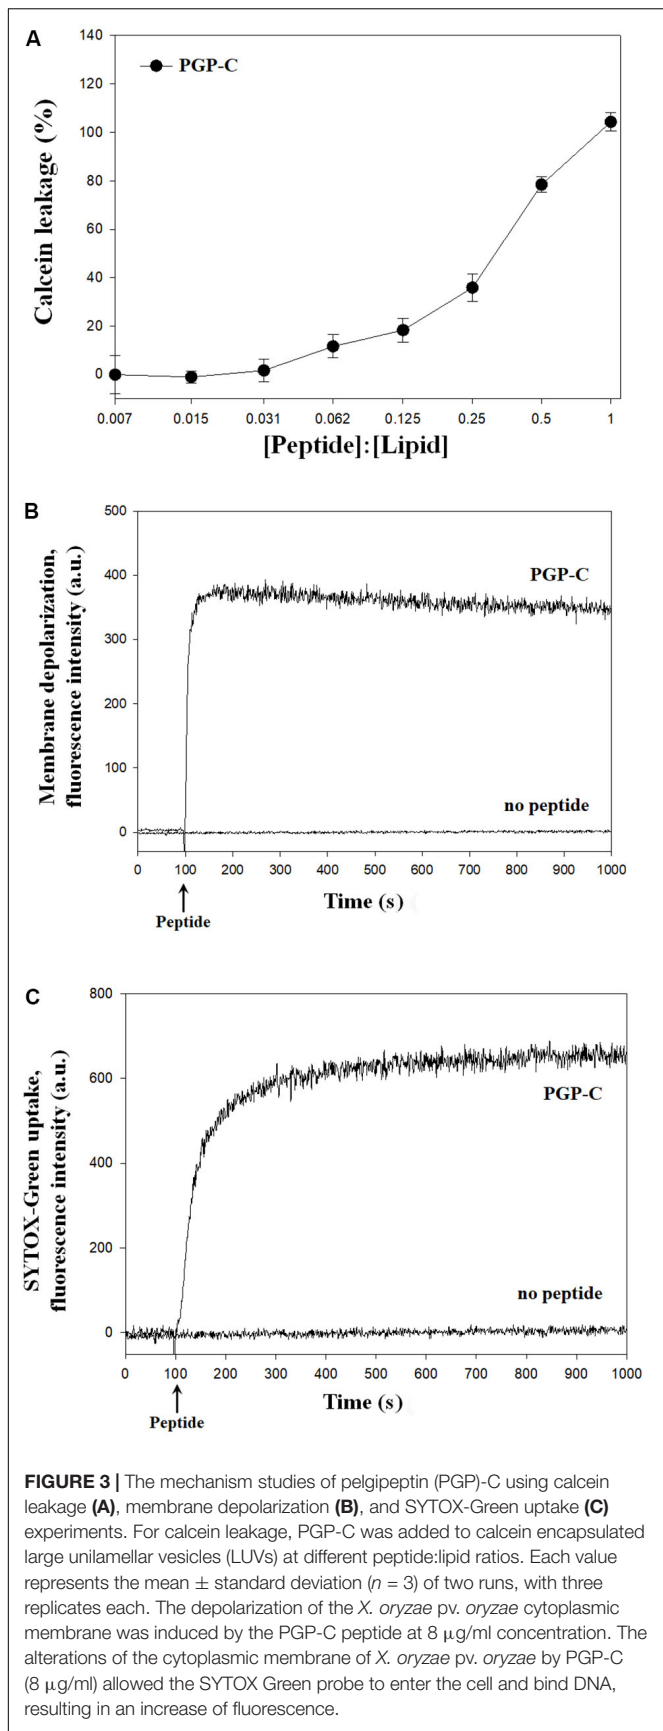 A
140
120
100
80
60
40
20
0
Calcein leakage (%)
PGP-C
0.007 0.015 0.031 0.062 0.125 0.25 0.5 1
[Peptide]:[Lipid]
B
500
400
300
200
100
0
Membrane depolarization,
fluorescence intensity (a.u.)
PGP-C
no peptide
0 100 200 300 400 500 600 700 800 900 1000
Time (s)
Peptide
C
800
600
400
200
0
SYTOX-Green uptake,
fluorescence intensity (a.u.)
PGP-C
no peptide
0 100 200 300 400 500 600 700 800 900 1000
Time (s)
Peptide
FIGURE 3 | The mechanism studies of pelgipeptin (PGP)-C using calcein
leakage (A), membrane depolarization (B), and SYTOX-Green uptake (C)
experiments. For calcein leakage, PGP-C was added to calcein encapsulated
large unilamellar vesicles (LUVs) at different peptide:lipid ratios. Each value
represents the mean ± standard deviation (n = 3) of two runs, with three
replicates each. The depolarization of the X. oryzae pv. oryzae cytoplasmic
membrane was induced by the PGP-C peptide at 8 μg/ml concentration. The
alterations of the cytoplasmic membrane of X. oryzae pv. oryzae by PGP-C
(8 μg/ml) allowed the SYTOX Green probe to enter the cell and bind DNA,
resulting in an increase of fluorescence.